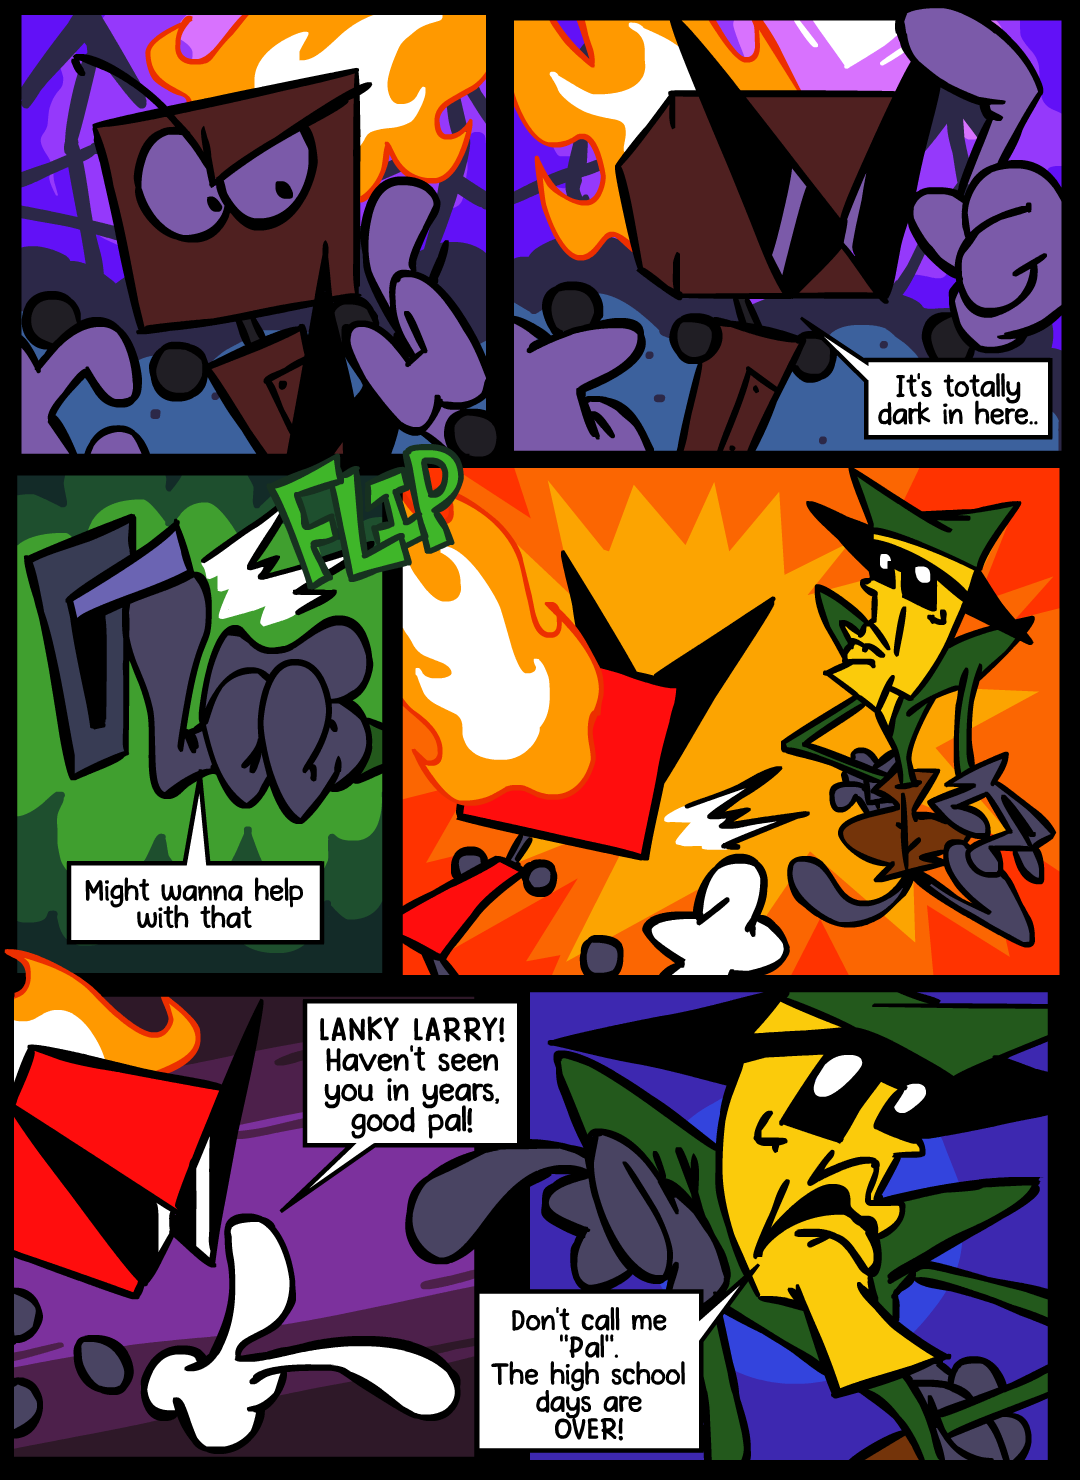 It's totally
dark in here..
FLIP
Might wanna help
with that
LANKY LARRY!
Haven't seen
you in years,
good pal!
Don't call me
"Pal".
The high school
days are
OVER!